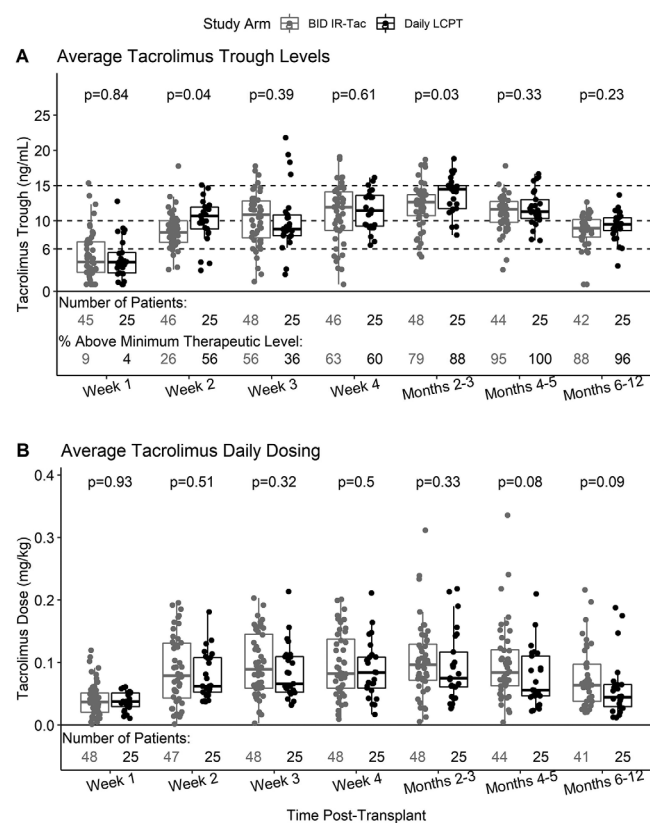 Study Arm BID IR-Tac Daily LCPT
A Average Tacrolimus Trough Levels
p=0.84 p=0.04 p=0.39 p=0.61 p=0.03 p=0.33 p=0.23
Tacrolimus Trough (ng/mL)
25
20
15
10
6
0
Number of Patients:
45 25 46 25 48 25 46 25 48 25 44 25 42 25
% Above Minimum Therapeutic Level:
9 4 26 56 56 36 63 60 79 88 95 100 88 96
Week 1 Week 2 Week 3 Week 4 Months 2-3 Months 4-5 Months 6-12
B Average Tacrolimus Daily Dosing
p=0.93 p=0.51 p=0.32 p=0.5 p=0.33 p=0.08 p=0.09
Tacrolimus Dose (mg/kg)
0.4
0.3
0.2
0.1
0.0
Number of Patients:
48 25 47 25 48 25 48 25 48 25 44 25 41 25
Week 1 Week 2 Week 3 Week 4 Months 2-3 Months 4-5 Months 6-12
Time Post-Transplant